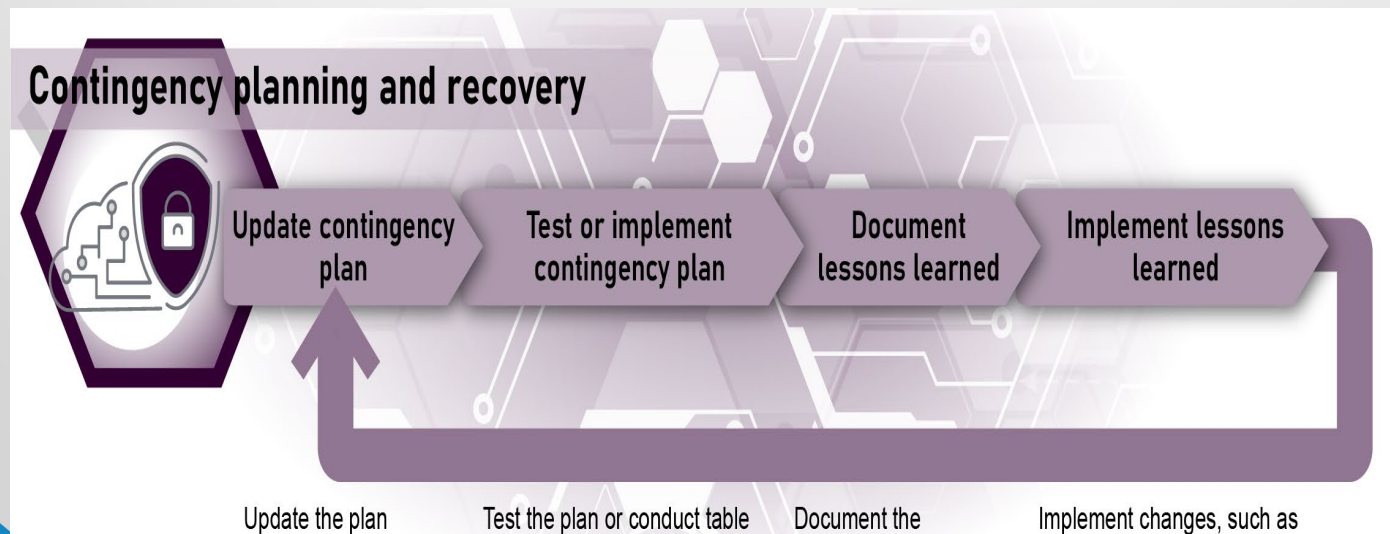 Contingency planning and recovery
Update contingency
plan
Test or implement
contingency plan
Document
lessons learned
Implement lessons
learned
Update the plan
Test the plan or conduct table
Document the
Implement changes, such as